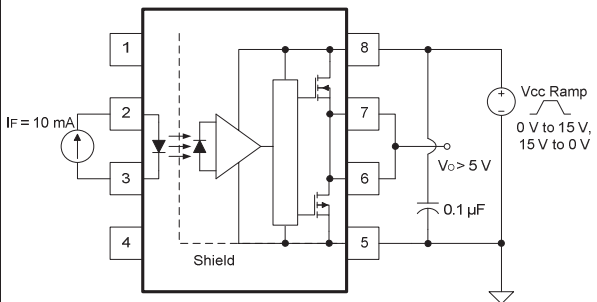 1
8
IF = 10 mA
2
7
+
−
Vcc Ramp
0 V to 15 V,
15 V to 0 V
VO > 5 V
3
6
0.1 µF
4
5
Shield